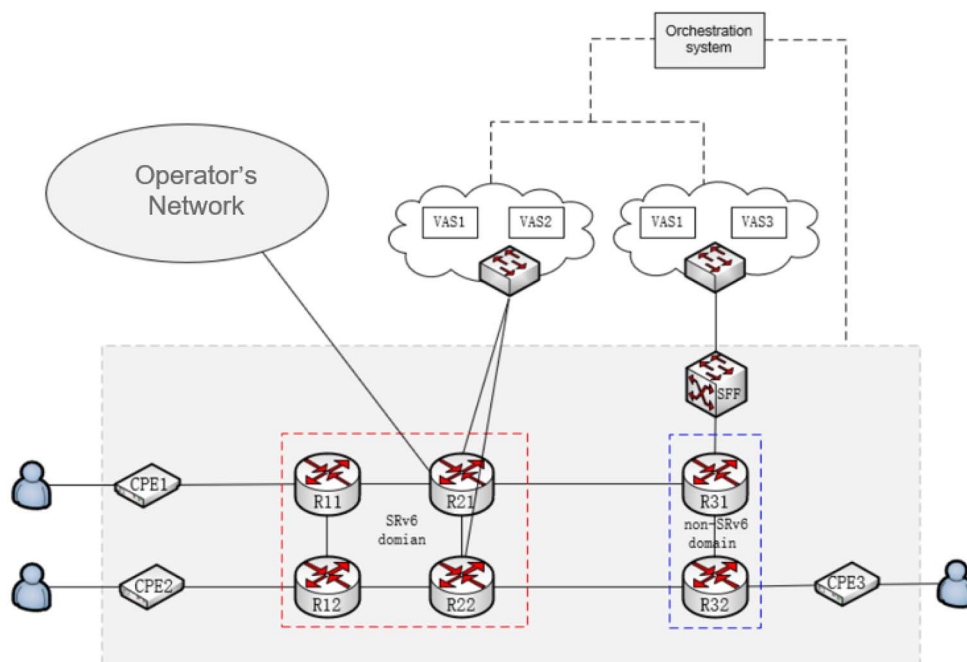 Orchestration
system
Operator's
Network
VAS1
VAS2
VAS1
VAS3
SFF
CPE1
R11
R21
R31
SRv6
domian
non-SRv6
domain
CPE2
R12
R22
R32
CPE3